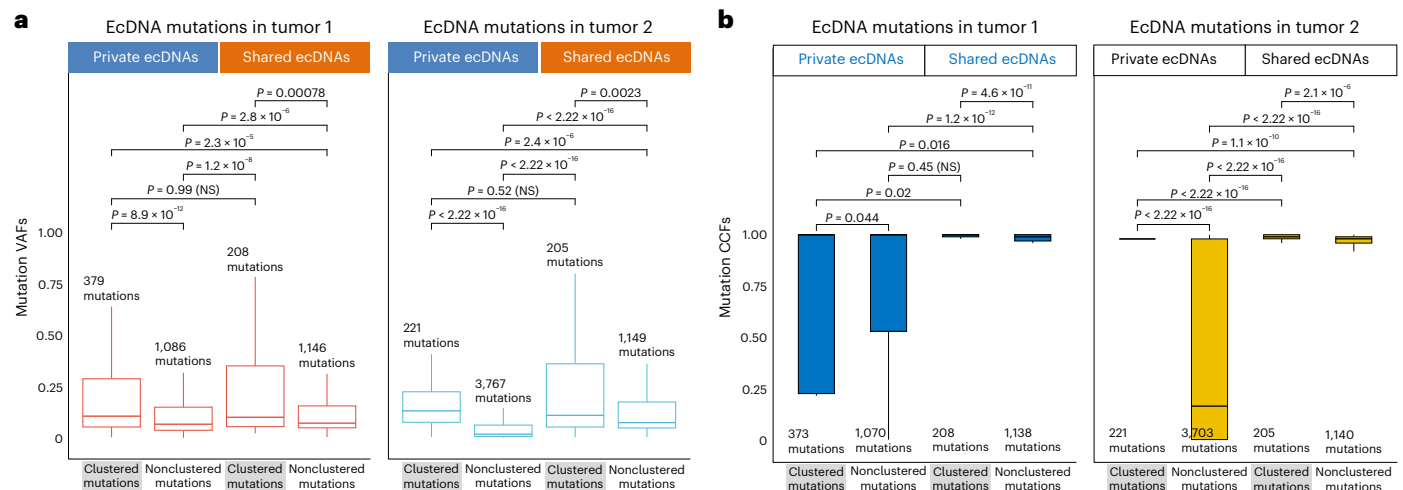 a
EcDNA mutations in tumor 1
EcDNA mutations in tumor 2
Private ecDNAs
Shared ecDNAs
Private ecDNAs
Shared ecDNAs
P = 0.00078
P = 2.8 × 10⁻⁶
P = 2.3 × 10⁻⁵
P = 1.2 × 10⁻⁸
P = 0.99 (NS)
P = 8.9 × 10⁻¹²
P = 0.0023
P < 2.22 × 10⁻¹⁶
P = 2.4 × 10⁻⁶
P < 2.22 × 10⁻¹⁶
P = 0.52 (NS)
P < 2.22 × 10⁻¹⁶
Mutation VAFs
1.00
0.75
0.50
0.25
0
379
mutations
1,086
mutations
208
mutations
1,146
mutations
221
mutations
3,767
mutations
205
mutations
1,149
mutations
Clustered
mutations
Nonclustered
mutations
Clustered
mutations
Nonclustered
mutations
Clustered
mutations
Nonclustered
mutations
Clustered
mutations
Nonclustered
mutations
b
EcDNA mutations in tumor 1
EcDNA mutations in tumor 2
Private ecDNAs
Shared ecDNAs
Private ecDNAs
Shared ecDNAs
P = 4.6 × 10⁻¹¹
P = 1.2 × 10⁻¹²
P = 0.016
P = 0.45 (NS)
P = 0.02
P = 0.044
P = 2.1 × 10⁻⁶
P < 2.22 × 10⁻¹⁶
P = 1.1 × 10⁻¹⁰
P < 2.22 × 10⁻¹⁶
P < 2.22 × 10⁻¹⁶
P < 2.22 × 10⁻¹⁶
Mutation CCFs
1.00
0.75
0.50
0.25
0
373
mutations
1,070
mutations
208
mutations
1,138
mutations
221
mutations
3,703
mutations
205
mutations
1,140
mutations
Clustered
mutations
Nonclustered
mutations
Clustered
mutations
Nonclustered
mutations
Clustered
mutations
Nonclustered
mutations
Clustered
mutations
Nonclustered
mutations